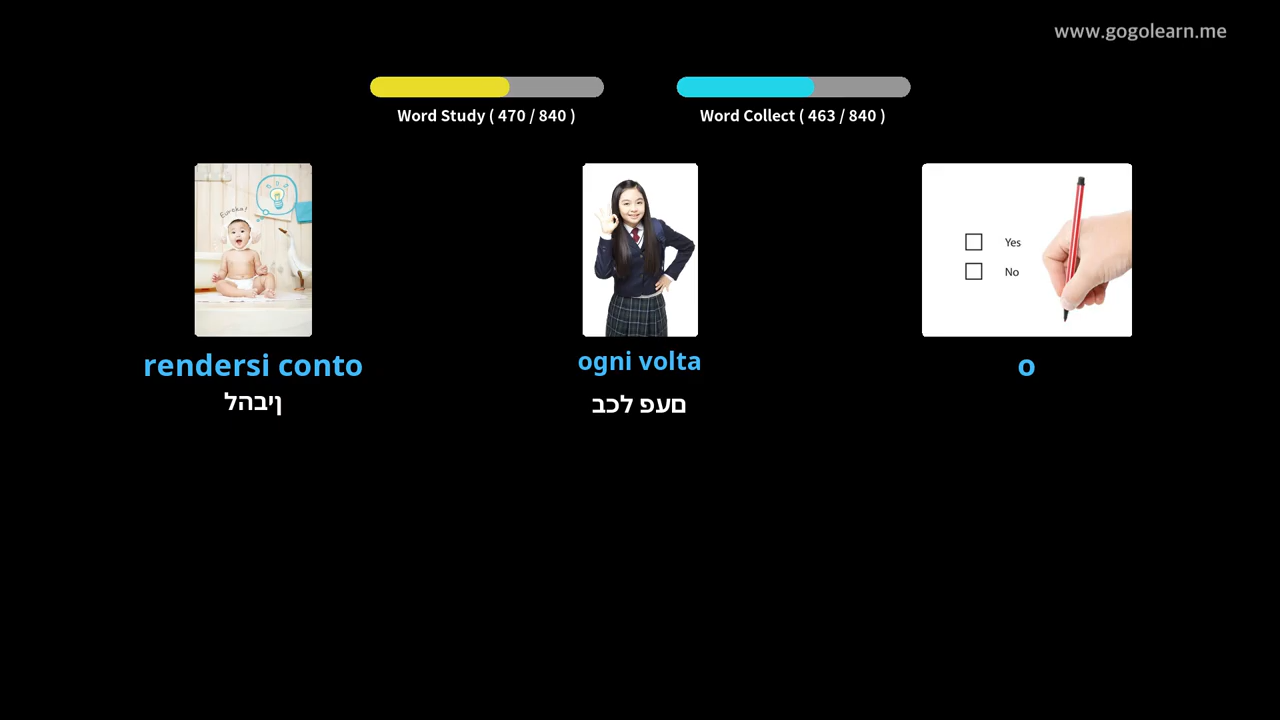 www.gogolearn.me
Word Study ( 470 / 840 )
Word Collect ( 463 / 840 )
Eureka!
Yes
No
rendersi conto
ןיבהל
ogni volta
םעפ לכב
o